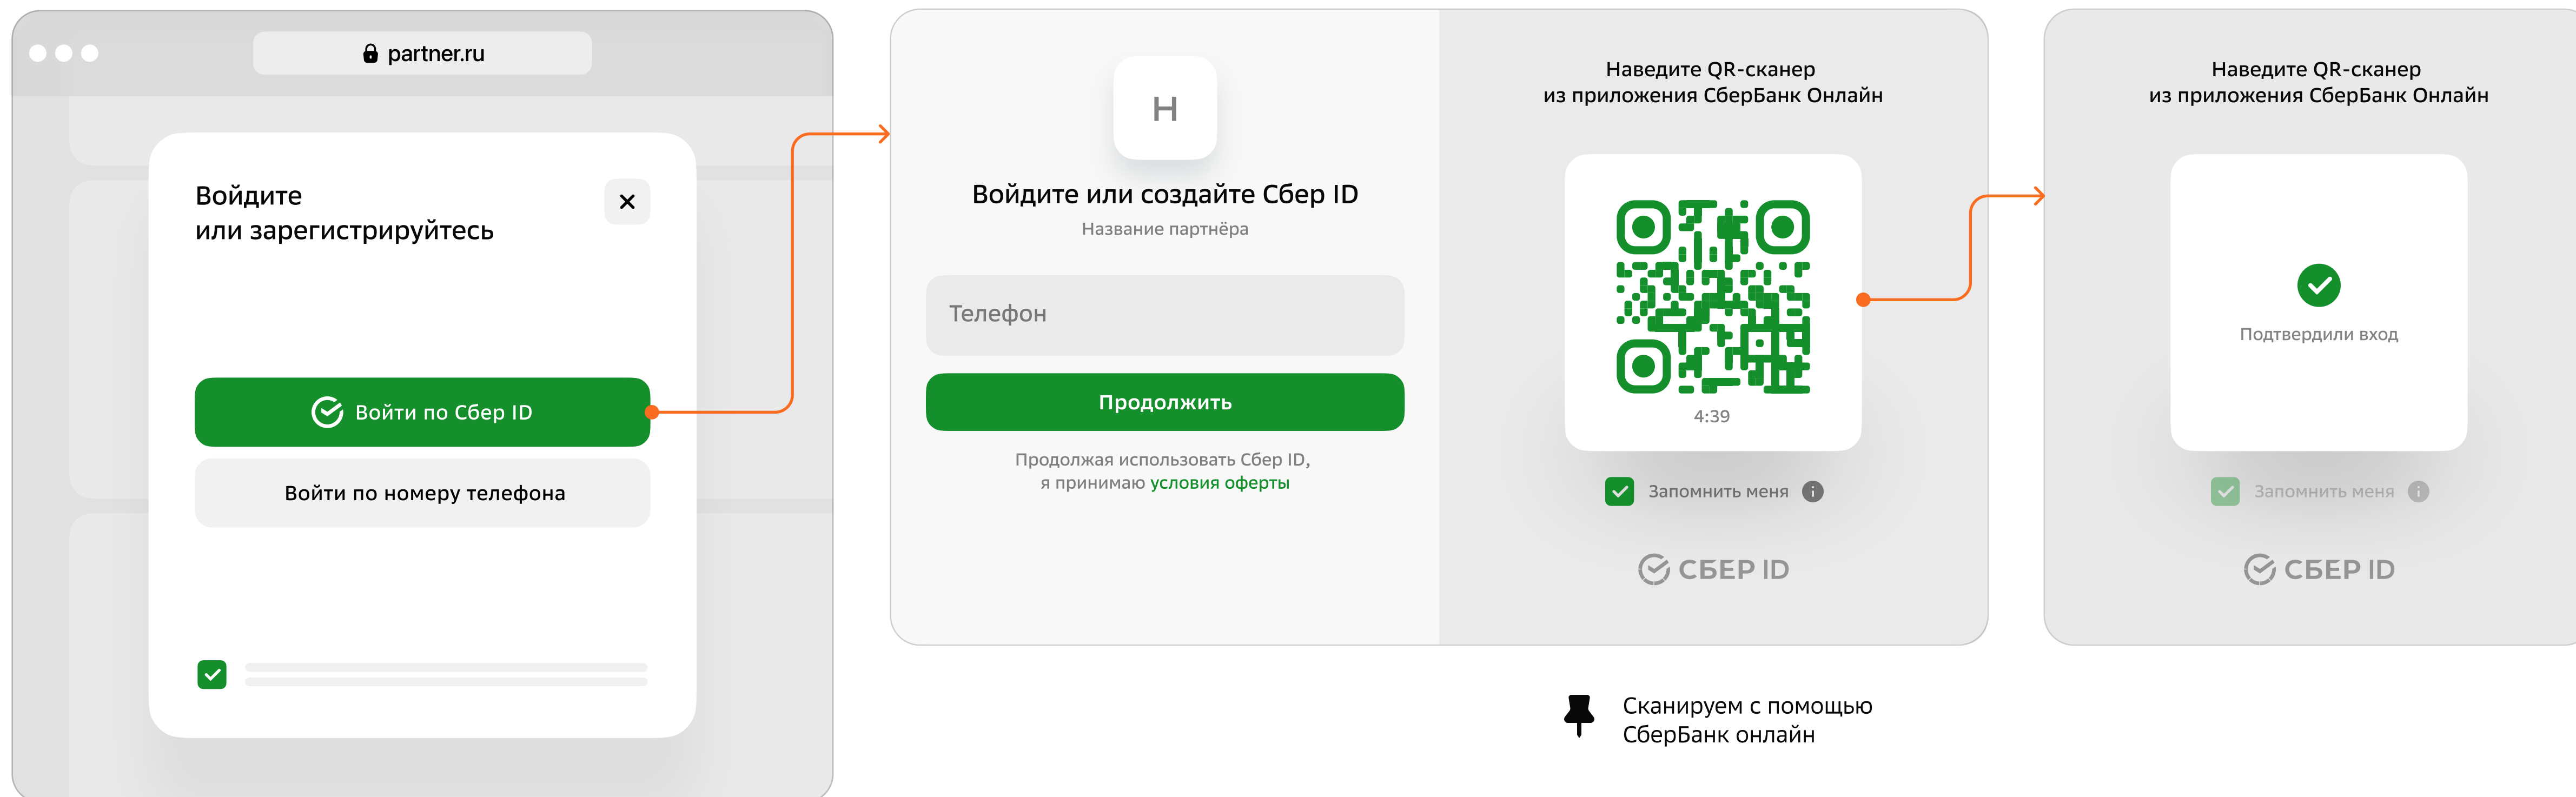 partner.ru
Войдите
или зарегистрируйтесь
Войти по Сбер ID
Войти по номеру телефона
H
Войдите или создайте Сбер ID
Название партнёра
Телефон
Продолжить
Продолжая использовать Сбер ID,
я принимаю условия оферты
Наведите QR-сканер
из приложения СберБанк Онлайн
4:39
Запомнить меня
СБЕР ID
Сканируем с помощью
СберБанк онлайн
Наведите QR-сканер
из приложения СберБанк Онлайн
Подтвердили вход
Запомнить меня
СБЕР ID